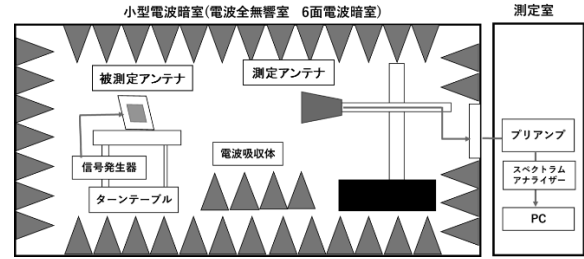 小型電波暗室(電波全無響室　6面電波暗室)
測定室
被測定アンテナ
測定アンテナ
プリアンプ
電波吸収体
信号発生器
スペクトラム
アナライザー
ターンテーブル
PC